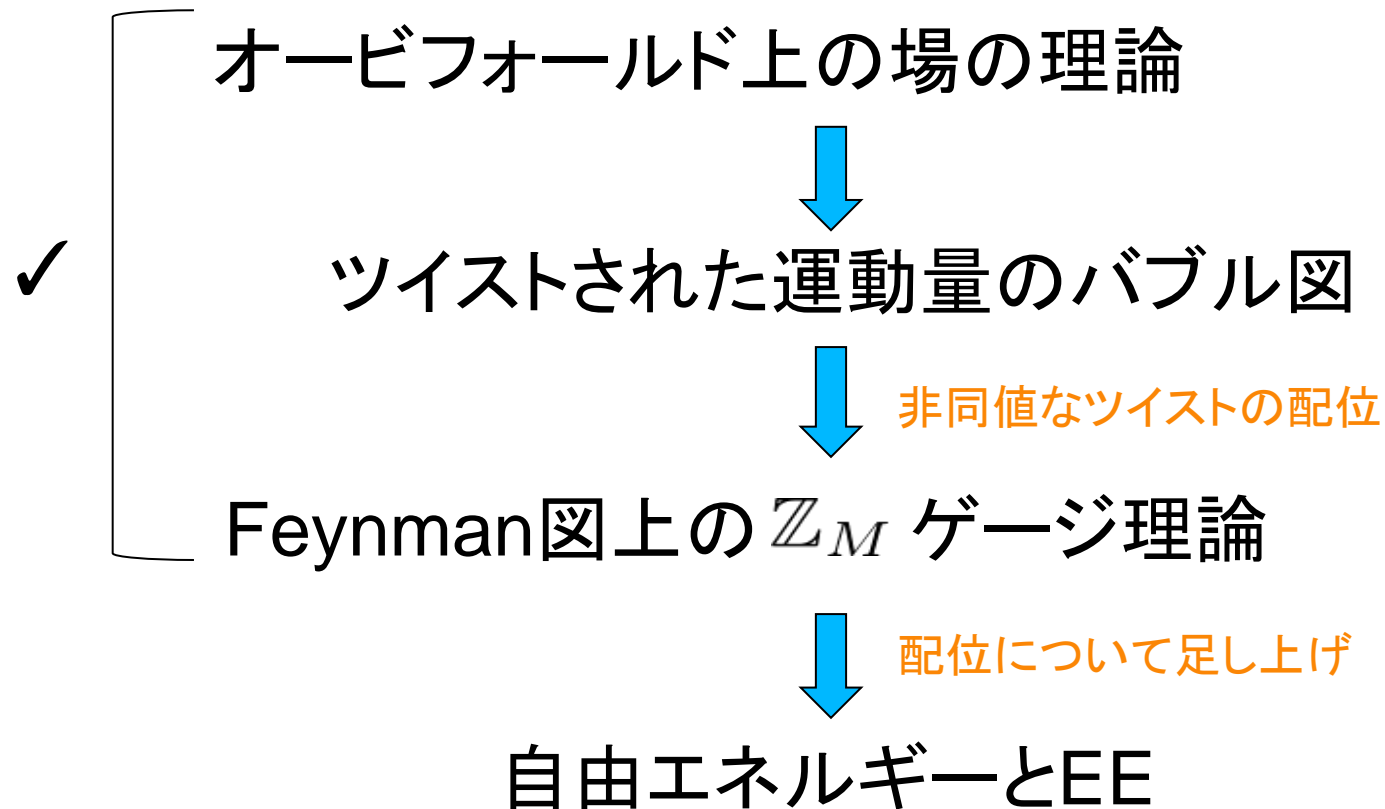 オービフォールド上の場の理論
✓
ツイストされた運動量のバブル図
非同値なツイストの配位
Feynman図上の ℤ_M ゲージ理論
配位について足し上げ
自由エネルギーとEE